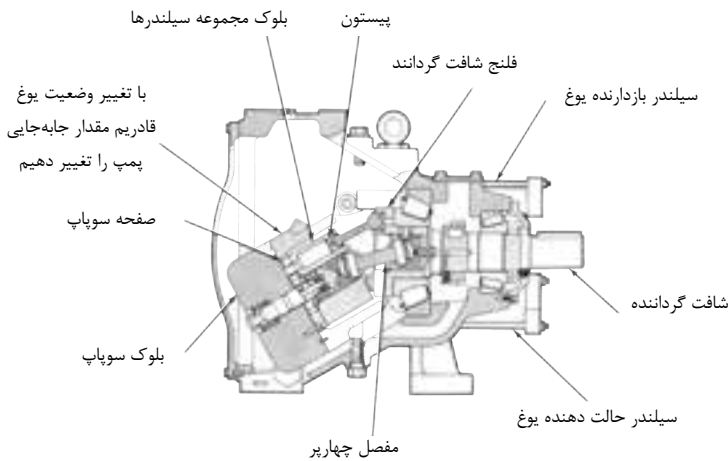 بلوک مجموعه سیلندرها
پیستون
فلنج شافت گردانند
سیلندر بازدارنده یوغ
با تغییر وضعیت یوغ
قادریم مقدار جابه‌جایی
پمپ را تغییر دهیم
صفحه سوپاپ
شافت گرداننده
بلوک سوپاپ
سیلندر حالت دهنده یوغ
مفصل چهارپر